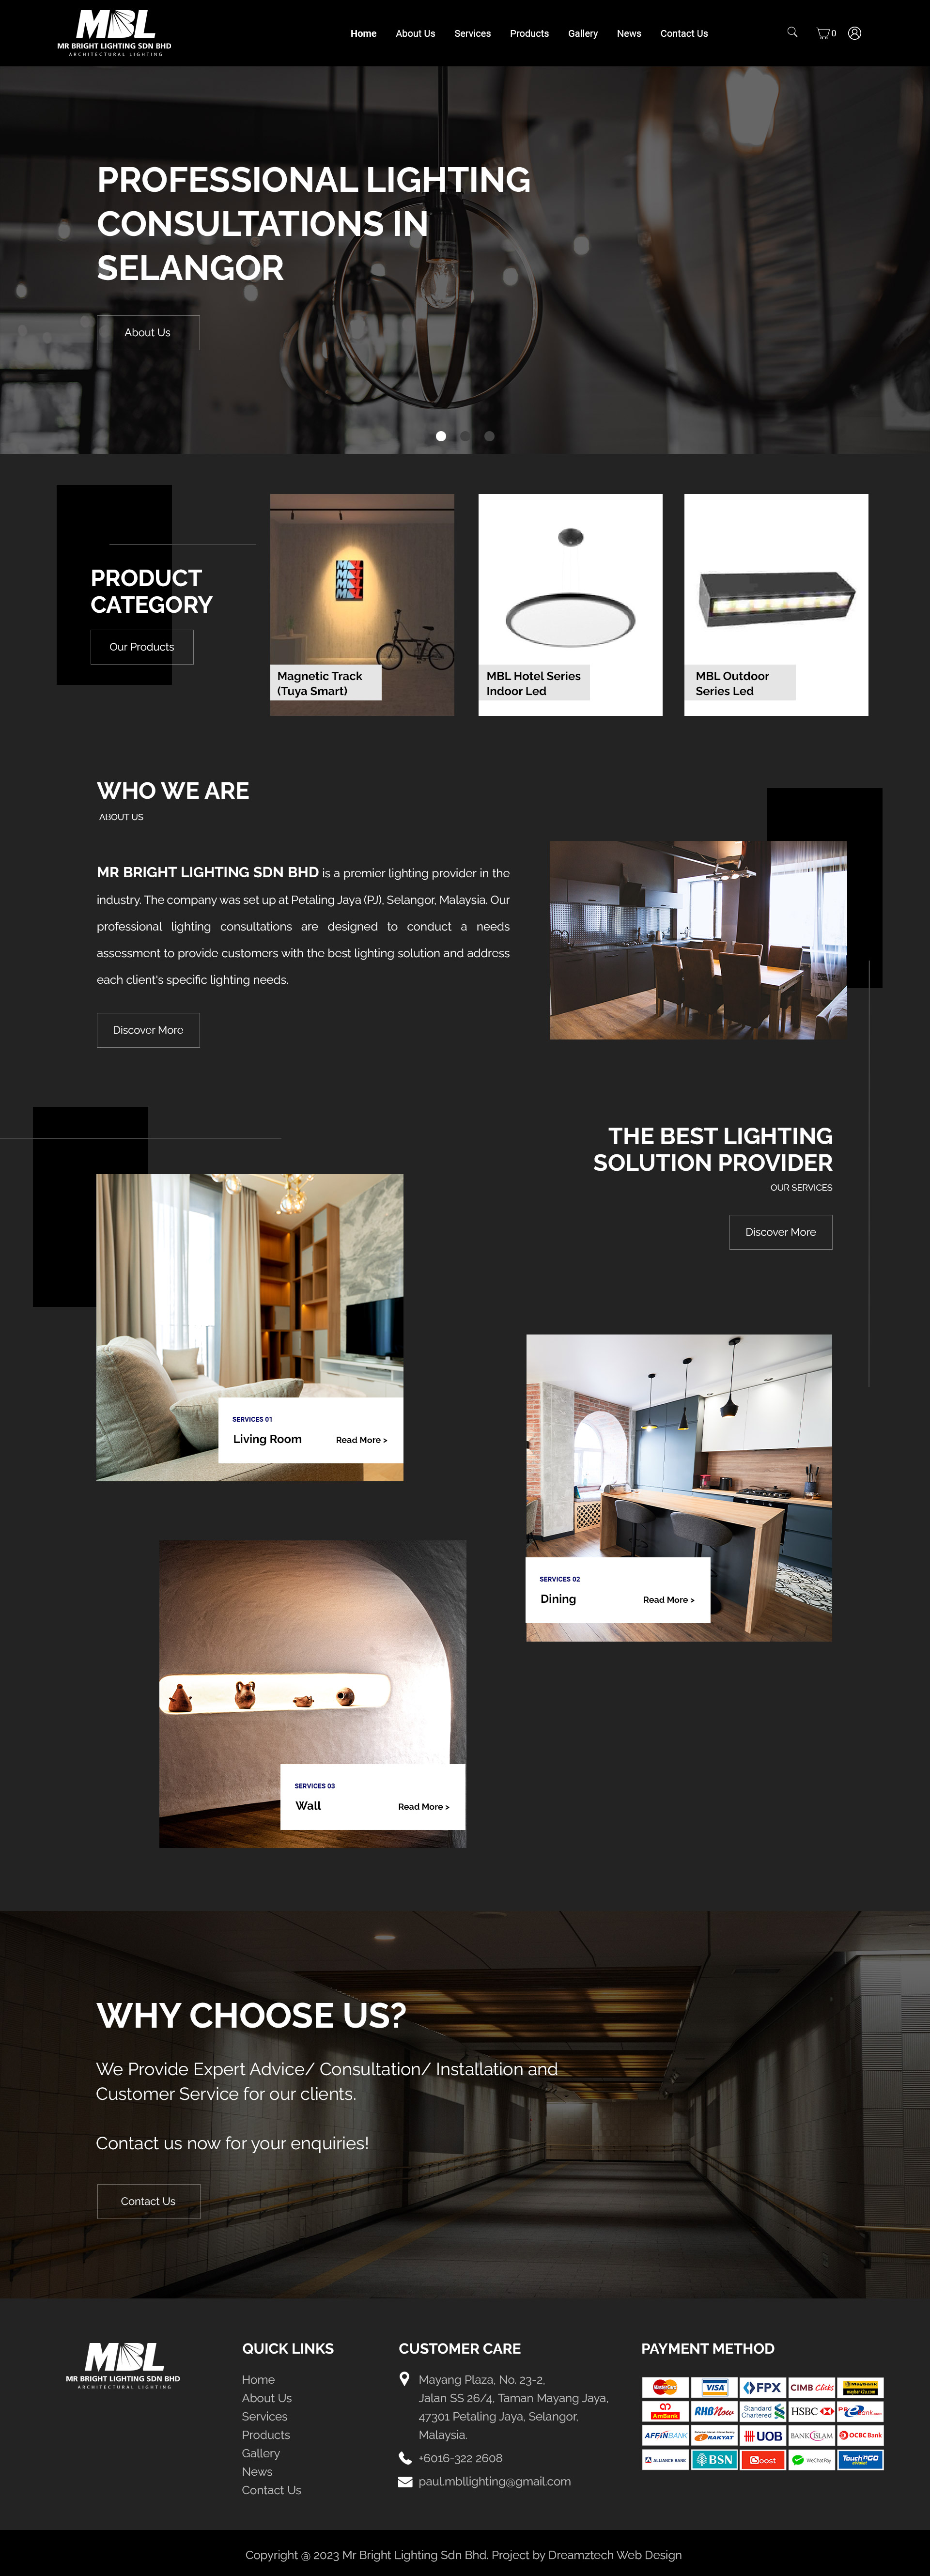 MBL
MR BRIGHT LIGHTING SDN BHD
ARCHITECTURAL LIGHTING
Home About Us Services Products Gallery News Contact Us
0
PROFESSIONAL LIGHTING
CONSULTATIONS IN
SELANGOR
About Us
PRODUCT
CATEGORY
Our Products
Magnetic Track
(Tuya Smart)
MBL Hotel Series
Indoor Led
MBL Outdoor
Series Led
WHO WE ARE
ABOUT US
MR BRIGHT LIGHTING SDN BHD is a premier lighting provider in the
industry. The company was set up at Petaling Jaya (PJ), Selangor, Malaysia. Our
professional lighting consultations are designed to conduct a needs
assessment to provide customers with the best lighting solution and address
each client's specific lighting needs.
Discover More
THE BEST LIGHTING
SOLUTION PROVIDER
OUR SERVICES
Discover More
SERVICES 01
Living Room Read More >
SERVICES 02
Dining Read More >
SERVICES 03
Wall Read More >
WHY CHOOSE US?
We Provide Expert Advice/ Consultation/ Installation and
Customer Service for our clients.
Contact us now for your enquiries!
Contact Us
MBL
MR BRIGHT LIGHTING SDN BHD
ARCHITECTURAL LIGHTING
QUICK LINKS
Home
About Us
Services
Products
Gallery
News
Contact Us
CUSTOMER CARE
Mayang Plaza, No. 23-2,
Jalan SS 26/4, Taman Mayang Jaya,
47301 Petaling Jaya, Selangor,
Malaysia.
+6016-322 2608
paul.mbllighting@gmail.com
PAYMENT METHOD
MasterCard VISA FPX CIMB Clicks Maybank maybank2u.com
AmBank RHB Now Standard Chartered HSBC PBebank.com
AFFINBANK RAKYAT UOB BANK ISLAM OCBC Bank
ALLIANCE BANK BSN Boost WeChat Pay Touch'nGO
Copyright @ 2023 Mr Bright Lighting Sdn Bhd. Project by Dreamztech Web Design